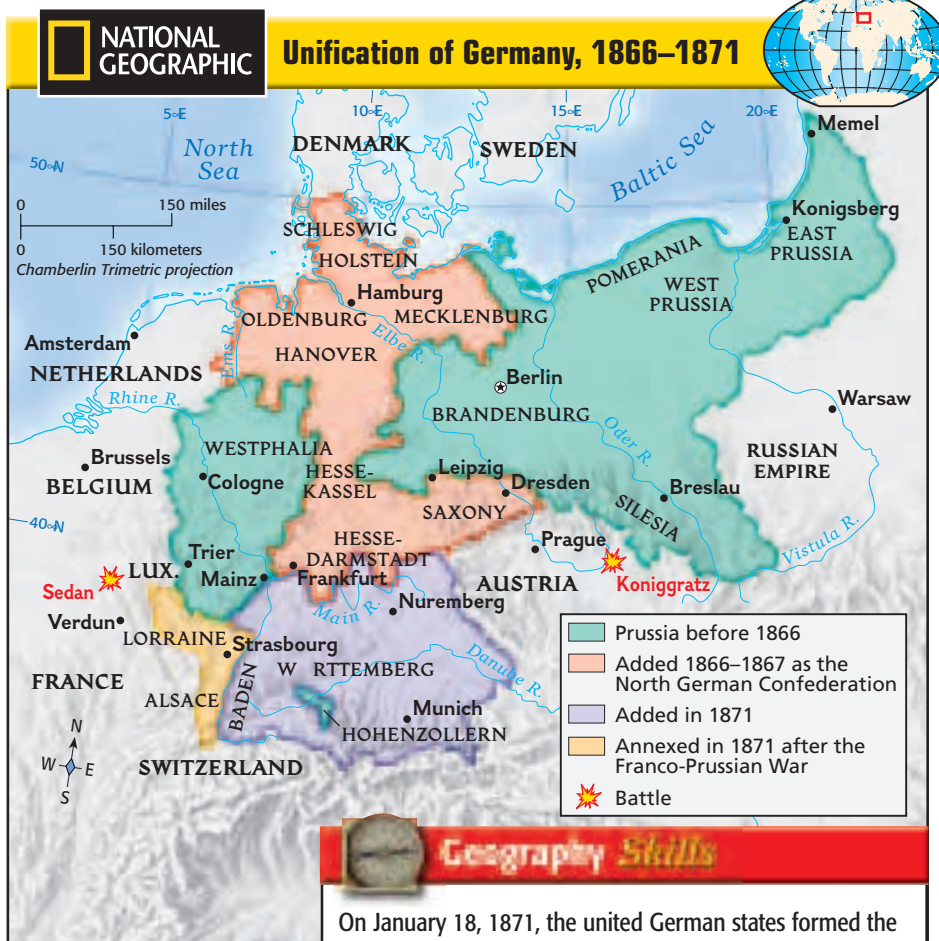 NATIONAL
GEOGRAPHIC
Unification of Germany, 1866–1871
5°E
10°E
15°E
20°E
50°N
40°N
North
Sea
DENMARK
SWEDEN
Baltic Sea
Memel
0
150 miles
0
150 kilometers
Chamberlin Trimetric projection
Konigsberg
EAST
PRUSSIA
SCHLESWIG
HOLSTEIN
POMERANIA
WEST
PRUSSIA
Hamburg
OLDENBURG
MECKLENBURG
Elbe R.
Ems R.
HANOVER
Amsterdam
NETHERLANDS
Rhine R.
Berlin
BRANDENBURG
Warsaw
Oder R.
RUSSIAN
EMPIRE
Brussels
BELGIUM
WESTPHALIA
Cologne
HESSE-
KASSEL
Leipzig
Dresden
SAXONY
Breslau
SILESIA
Vistula R.
HESSE-
DARMSTADT
Prague
Trier
LUX.
Mainz
Frankfurt
AUSTRIA
Koniggratz
Sedan
Main R.
Nuremberg
Verdun
LORRAINE
Strasbourg
W RTTEMBERG
Danube R.
FRANCE
ALSACE
BADEN
Munich
HOHENZOLLERN
SWITZERLAND
N
W
E
S
Prussia before 1866
Added 1866–1867 as the
North German Confederation
Added in 1871
Annexed in 1871 after the
Franco-Prussian War
Battle
Geography Skills
On January 18, 1871, the united German states formed the